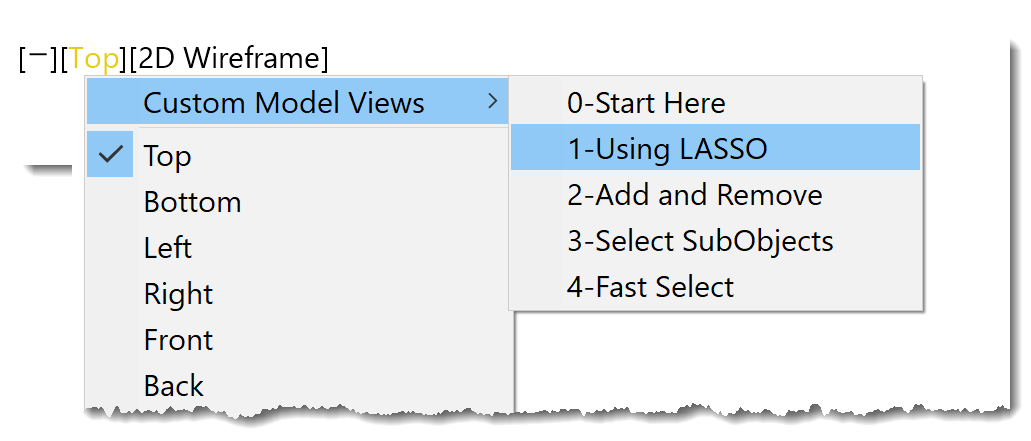 [−][Top][2D Wireframe]
Custom Model Views
Top
Bottom
Left
Right
Front
Back
0-Start Here
1-Using LASSO
2-Add and Remove
3-Select SubObjects
4-Fast Select